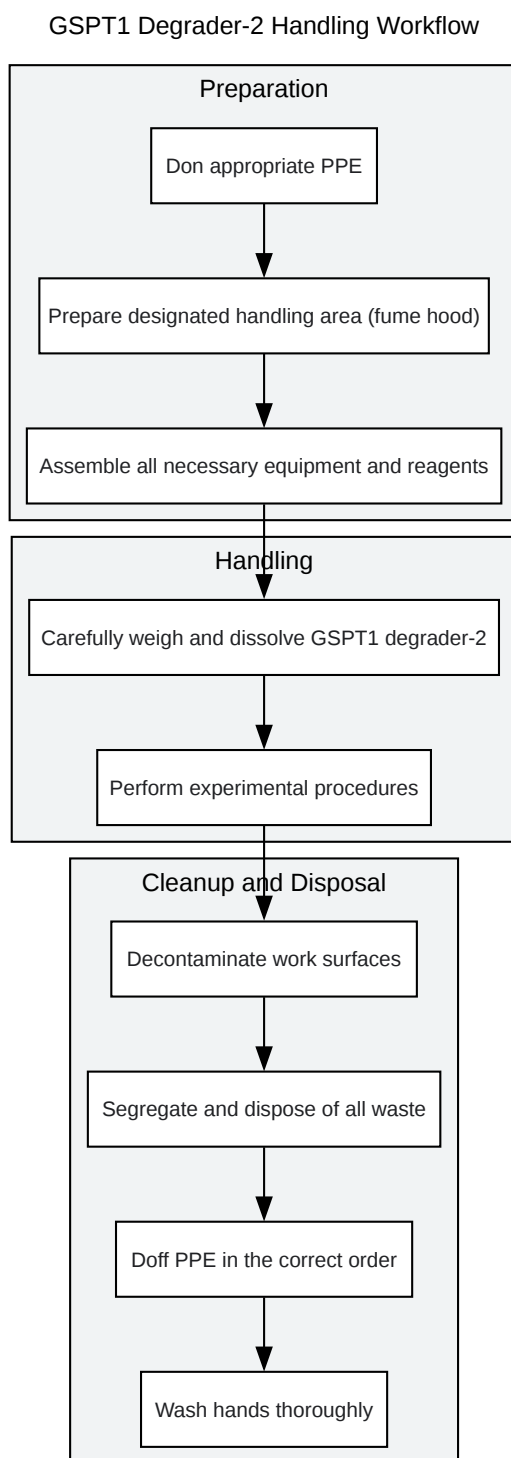 GSPT1 Degrader-2 Handling Workflow
Preparation
Don appropriate PPE
Prepare designated handling area (fume hood)
Assemble all necessary equipment and reagents
Handling
Carefully weigh and dissolve GSPT1 degrader-2
Perform experimental procedures
Cleanup and Disposal
Decontaminate work surfaces
Segregate and dispose of all waste
Doff PPE in the correct order
Wash hands thoroughly